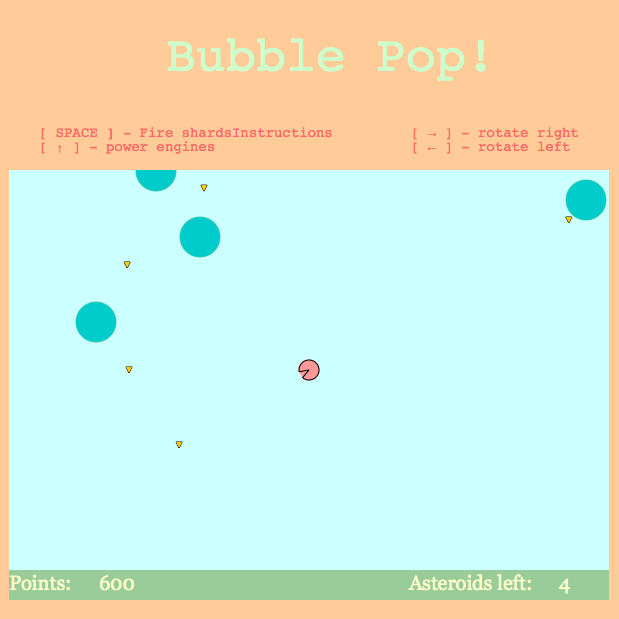 Bubble Pop!
[ SPACE ] - Fire shardsInstructions [ → ] - rotate right
[ ↑ ] - power engines [ ← ] - rotate left
Points: 600 Asteroids left: 4